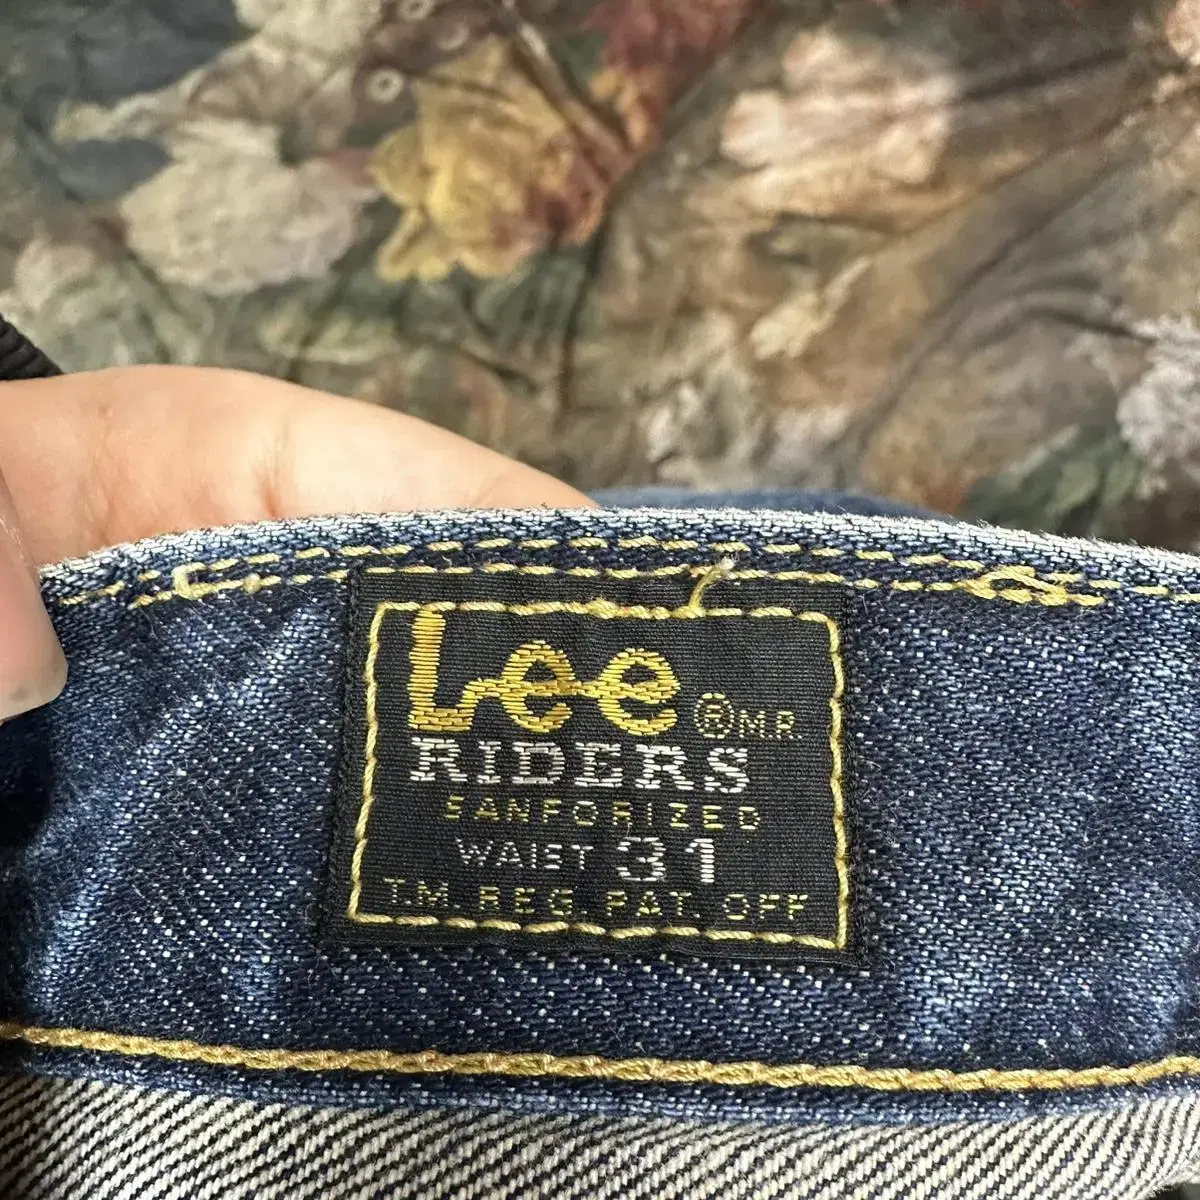 Lee ® M.R.
RIDERS
SANFORIZED
WAIST 31
T.M. REG. PAT. OFF